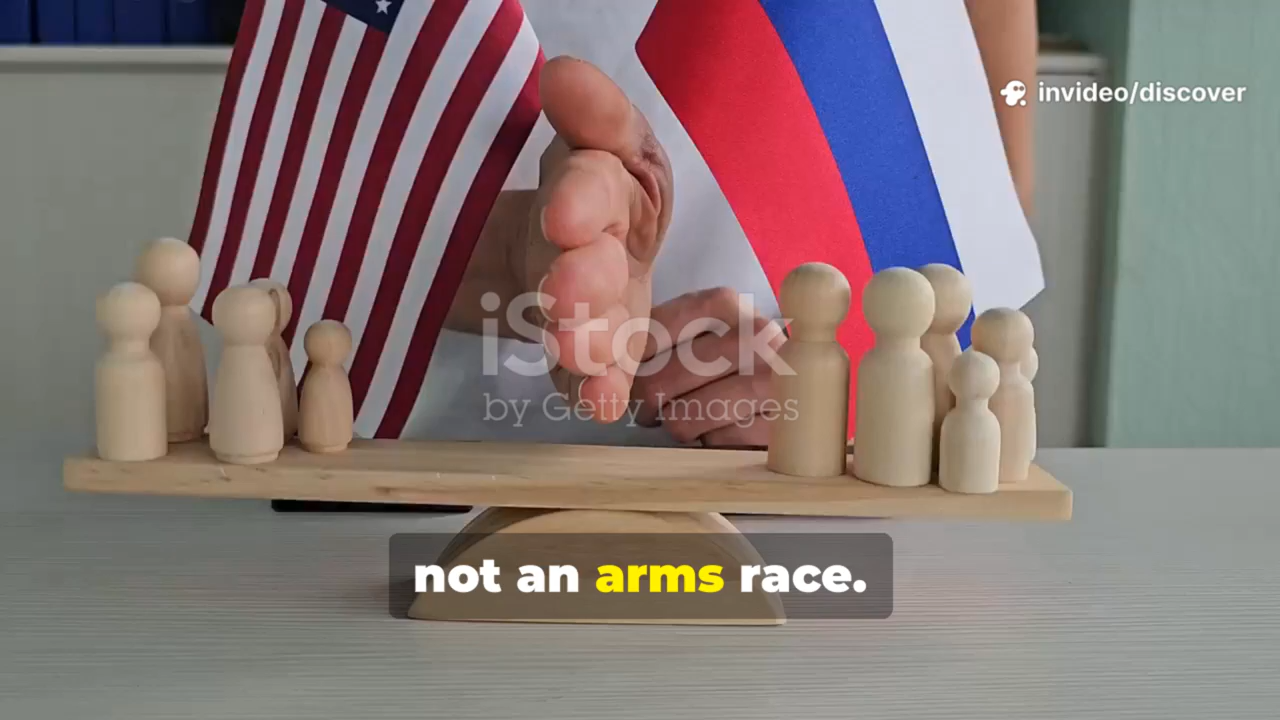 invideo/discover
iStock
by Getty Images
not an arms race.